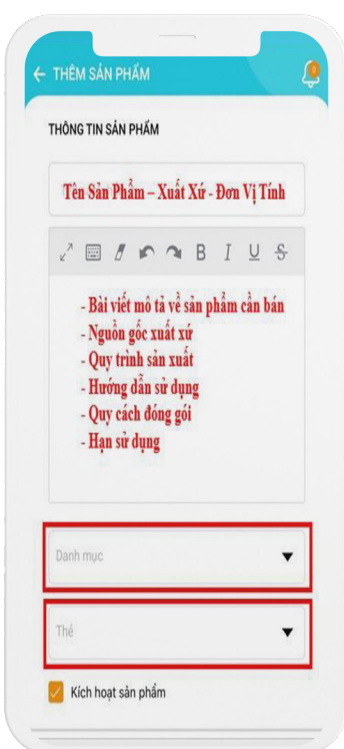 THÊM SẢN PHẨM
THÔNG TIN SẢN PHẨM
Tên Sản Phẩm – Xuất Xứ - Đơn Vị Tính
B I U S
- Bài viết mô tả về sản phẩm cần bán
- Nguồn gốc xuất xứ
- Quy trình sản xuất
- Hướng dẫn sử dụng
- Quy cách đóng gói
- Hạn sử dụng
Danh mục
Thẻ
Kích hoạt sản phẩm